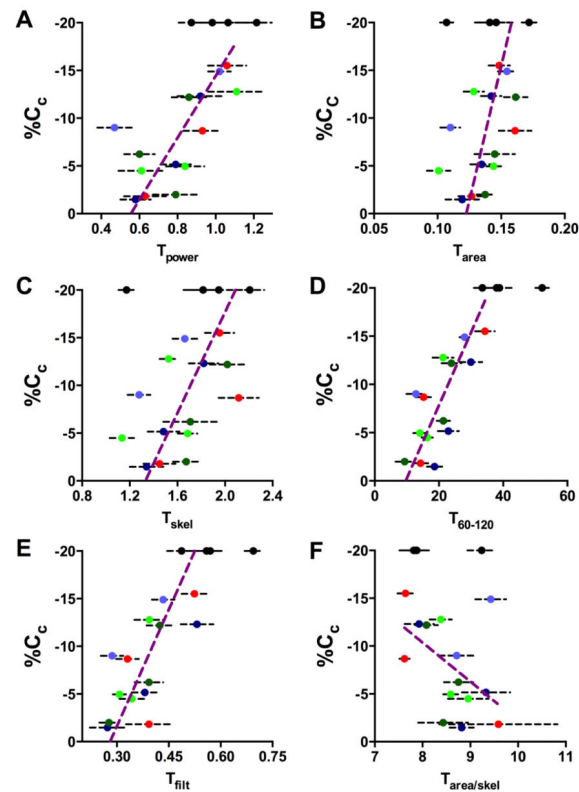 A
B
-20
-15
-10
-5
0
%Cc
0.4 0.6 0.8 1.0 1.2
Tpower
-20
-15
-10
-5
0
%CC
0.05 0.10 0.15 0.20
Tarea
C
D
-20
-15
-10
-5
0
%Cc
0.8 1.2 1.6 2.0 2.4
Tskel
-20
-15
-10
-5
0
%Cc
0 20 40 60
T60-120
E
F
-20
-15
-10
-5
0
%Cc
0.30 0.45 0.60 0.75
Tfilt
-20
-15
-10
-5
0
%Cc
7 8 9 10 11
Tarea/skel